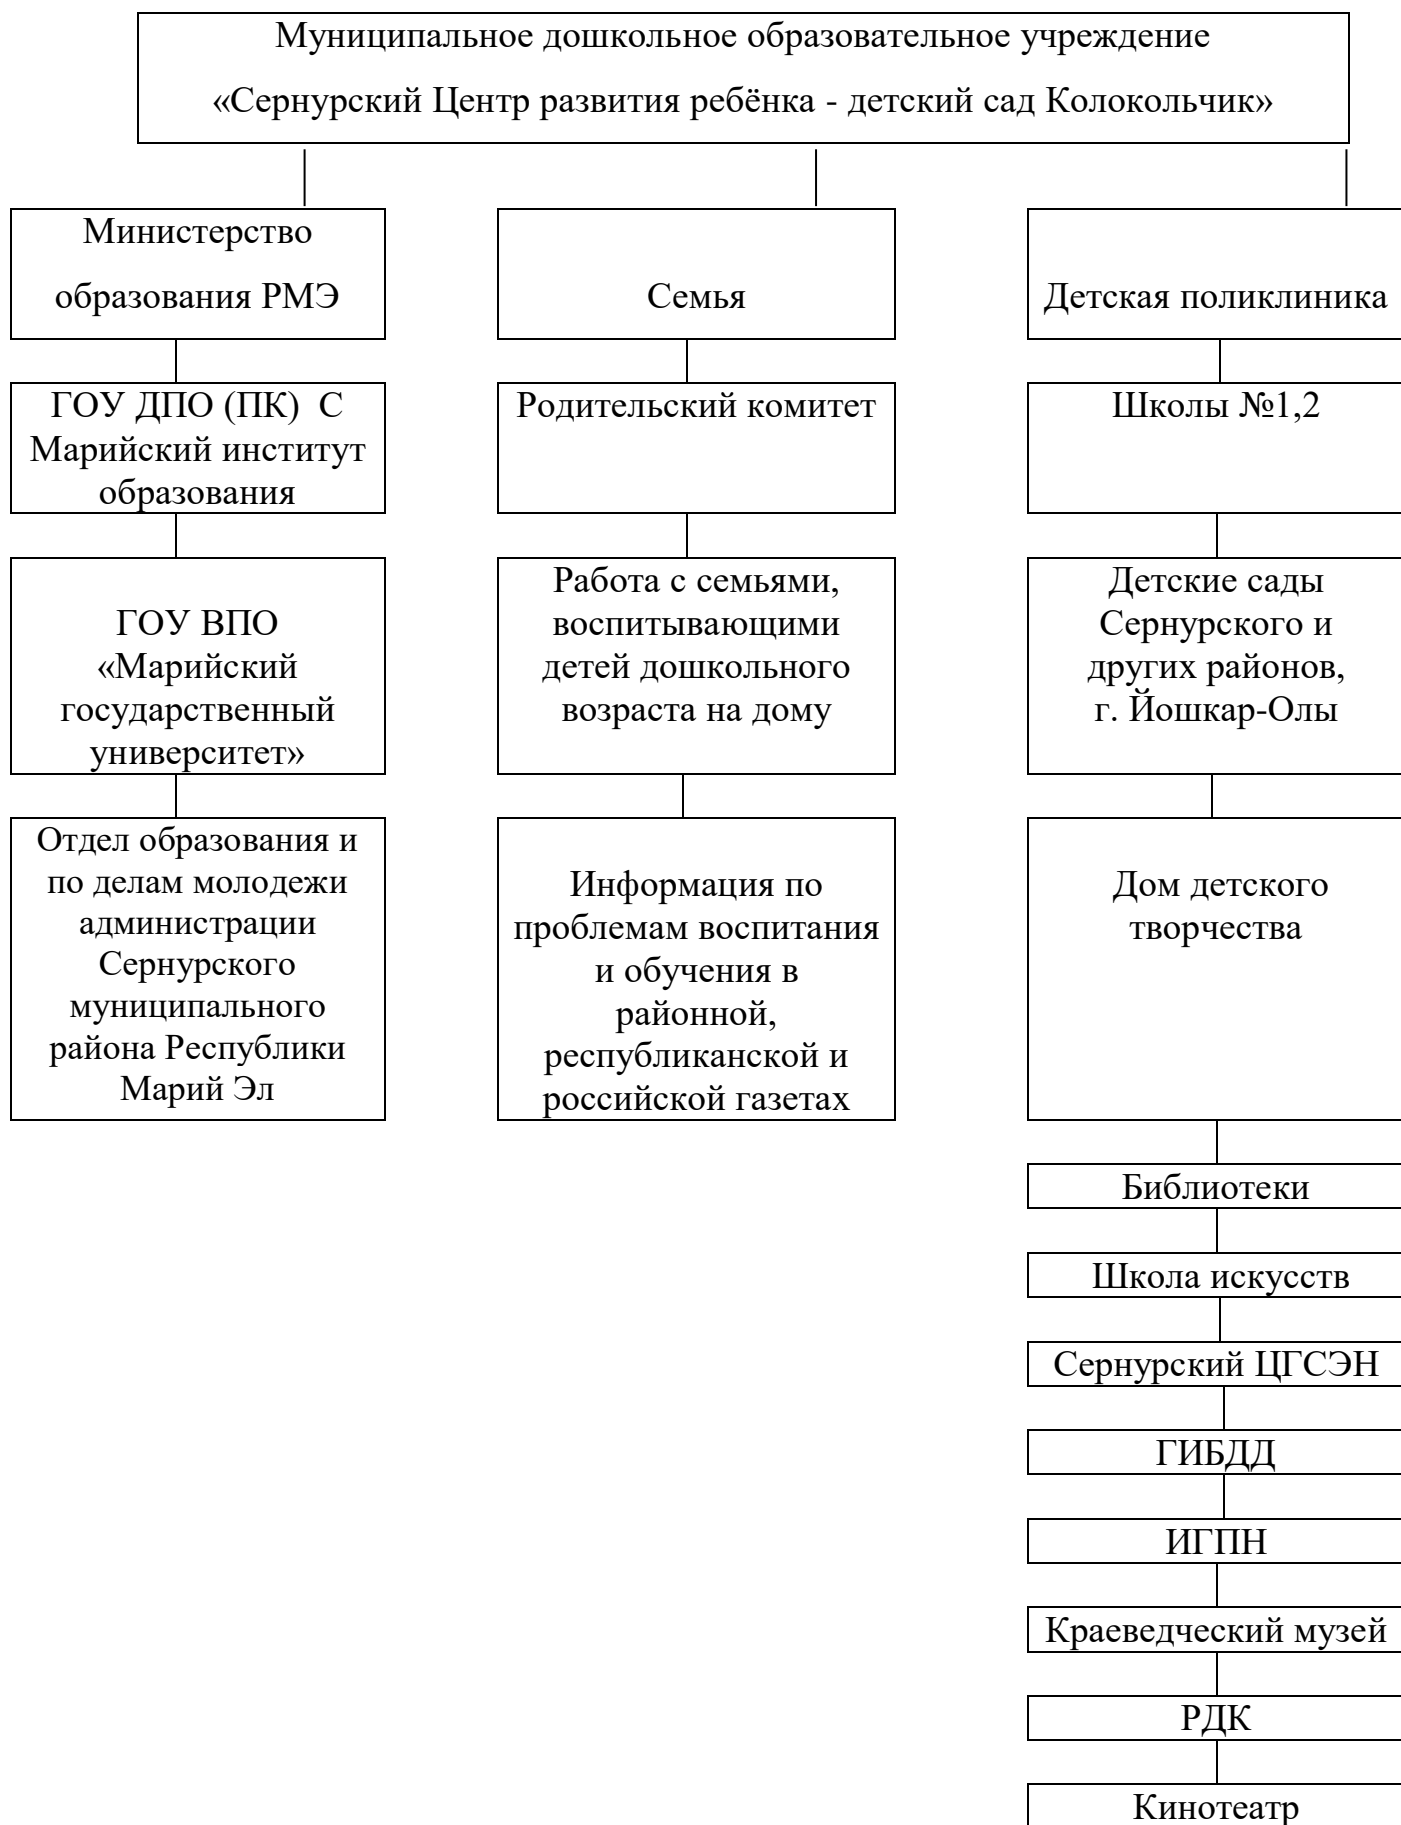 Муниципальное дошкольное образовательное учреждение
«Сернурский Центр развития ребёнка - детский сад Колокольчик»
Министерство
образования РМЭ
Семья
Детская поликлиника
ГОУ ДПО (ПК) С
Марийский институт
образования
Родительский комитет
Школы №1,2
ГОУ ВПО
«Марийский
государственный
университет»
Работа с семьями,
воспитывающими
детей дошкольного
возраста на дому
Детские сады
Сернурского и
других районов,
г. Йошкар-Олы
Отдел образования и
по делам молодежи
администрации
Сернурского
муниципального
района Республики
Марий Эл
Информация по
проблемам воспитания
и обучения в
районной,
республиканской и
российской газетах
Дом детского
творчества
Библиотеки
Школа искусств
Сернурский ЦГСЭН
ГИБДД
ИГПН
Краеведческий музей
РДК
Кинотеатр